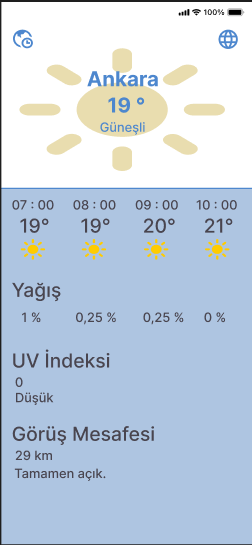 100%
Ankara
19 °
Güneşli
07 : 00 08 : 00 09 : 00 10 : 00
19° 19° 20° 21°
Yağış
1 % 0,25 % 0,25 % 0 %
UV İndeksi
0
Düşük
Görüş Mesafesi
29 km
Tamamen açık.